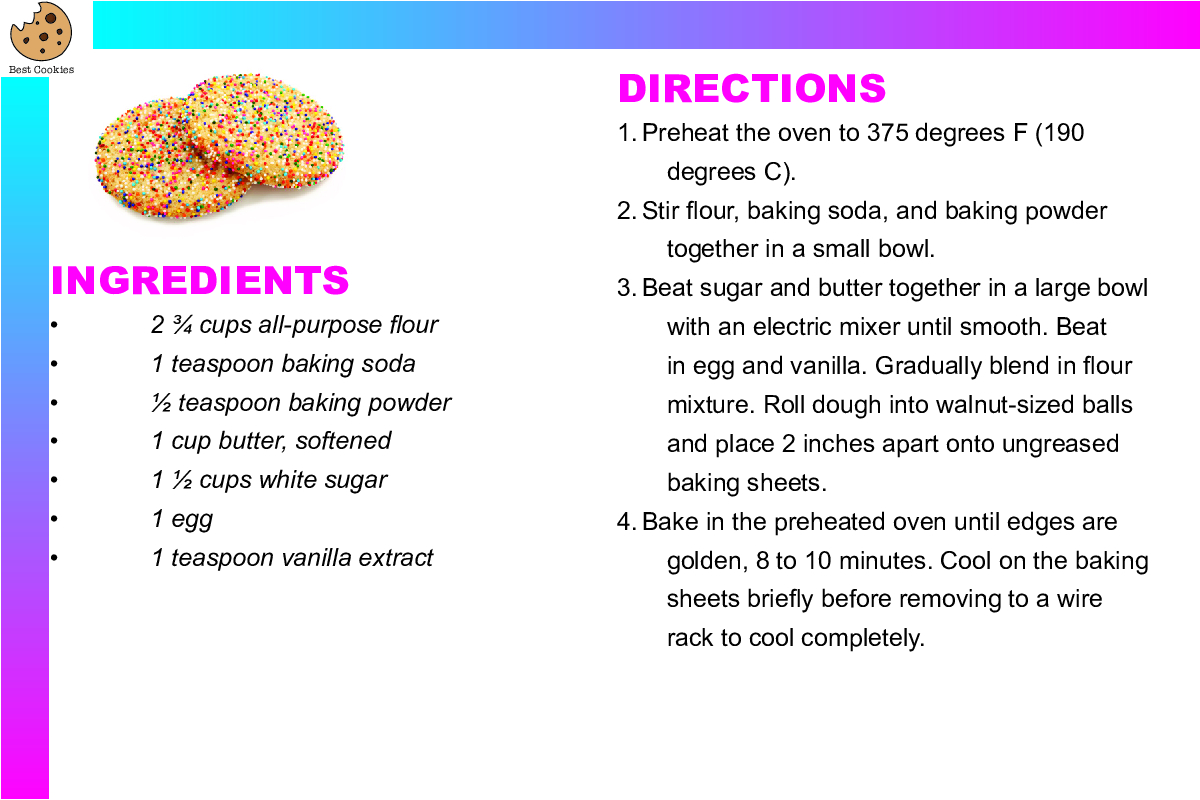 Best Cookies
INGREDIENTS
• 2 ¾ cups all-purpose flour
• 1 teaspoon baking soda
• ½ teaspoon baking powder
• 1 cup butter, softened
• 1 ½ cups white sugar
• 1 egg
• 1 teaspoon vanilla extract
DIRECTIONS
1. Preheat the oven to 375 degrees F (190
degrees C).
2. Stir flour, baking soda, and baking powder
together in a small bowl.
3. Beat sugar and butter together in a large bowl
with an electric mixer until smooth. Beat
in egg and vanilla. Gradually blend in flour
mixture. Roll dough into walnut-sized balls
and place 2 inches apart onto ungreased
baking sheets.
4. Bake in the preheated oven until edges are
golden, 8 to 10 minutes. Cool on the baking
sheets briefly before removing to a wire
rack to cool completely.